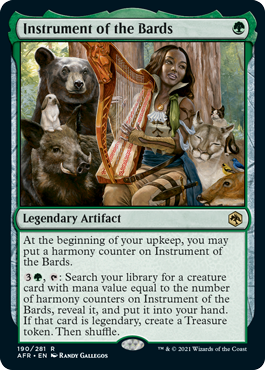 Instrument of the Bards
Legendary Artifact
At the beginning of your upkeep, you may
put a harmony counter on Instrument of
the Bards.
3, : Search your library for a creature
card with mana value equal to the number
of harmony counters on Instrument of the
Bards, reveal it, and put it into your hand.
If that card is legendary, create a Treasure
token. Then shuffle.
190/281 R
AFR • EN Randy Gallegos
™ & © 2021 Wizards of the Coast